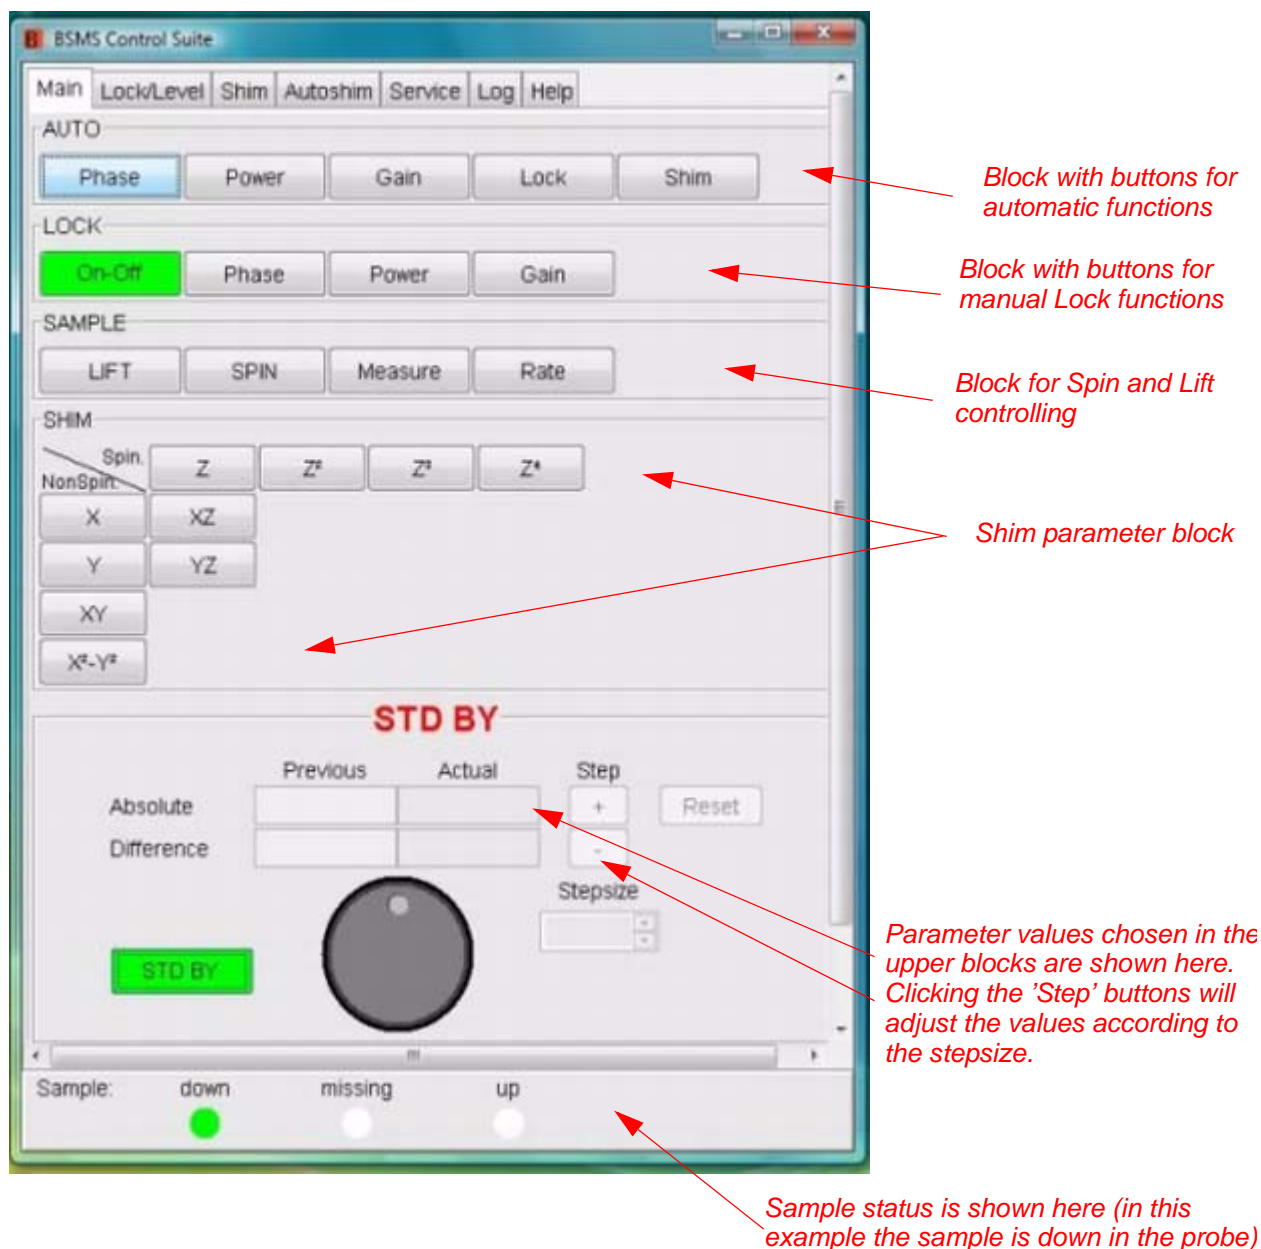 BSMS Control Suite
Main Lock/Level Shim Autoshim Service Log Help
AUTO
Phase Power Gain Lock Shim
Block with buttons for
automatic functions
LOCK
On-Off Phase Power Gain
Block with buttons for
manual Lock functions
SAMPLE
LIFT SPIN Measure Rate
Block for Spin and Lift
controlling
SHIM
Spin.
NonSpin.
Z Z² Z³ Z⁴
X XZ
Y YZ
XY
X²-Y²
Shim parameter block
STD BY
Previous Actual Step
Absolute + Reset
Difference -
Stepsize
STD BY
Parameter values chosen in the
upper blocks are shown here.
Clicking the ’Step’ buttons will
adjust the values according to
the stepsize.
Sample: down missing up
Sample status is shown here (in this
example the sample is down in the probe)